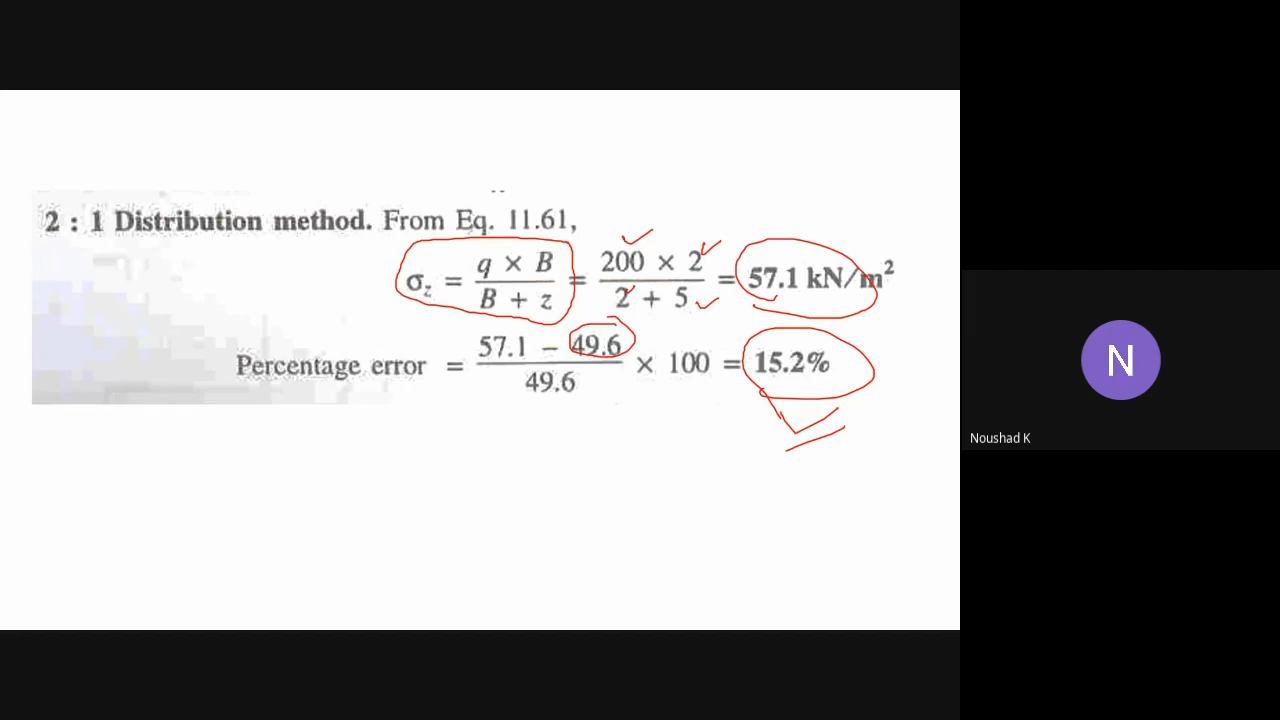 2 : 1 Distribution method. From Eq. 11.61,
σz = q × B / B + z = 200 × 2 / 2 + 5 = 57.1 kN/m²
Percentage error = 57.1 – 49.6 / 49.6 × 100 = 15.2%
N
Noushad K